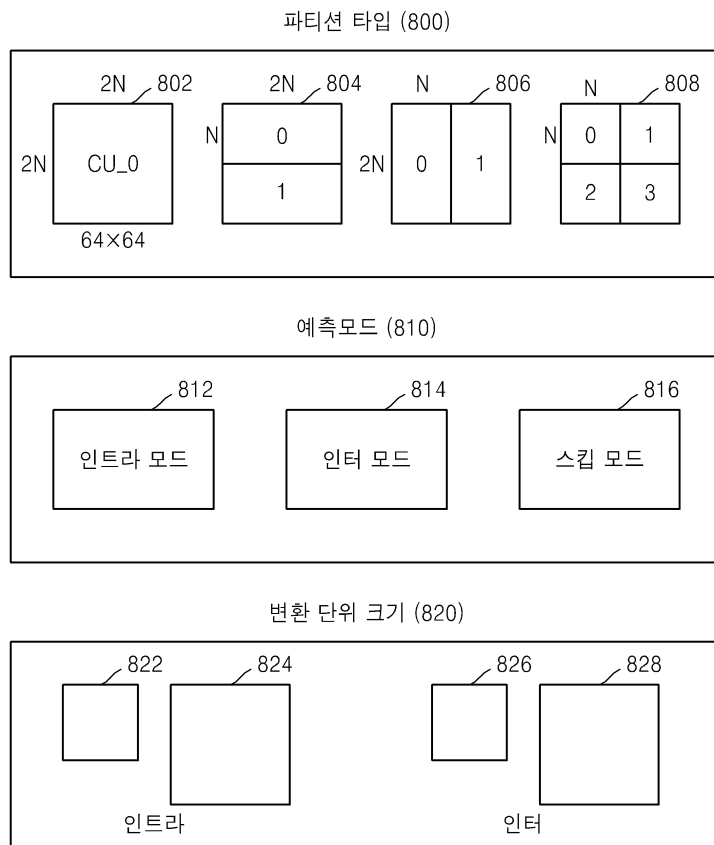 파티션 타입 (800)
2N 802 2N 804 N 806 N 808
2N CU_0 N 0 2N 0 1 N 0 1
1 2 3
64×64
예측모드 (810)
812 814 816
인트라 모드 인터 모드 스킵 모드
변환 단위 크기 (820)
822 824 826 828
인트라 인터